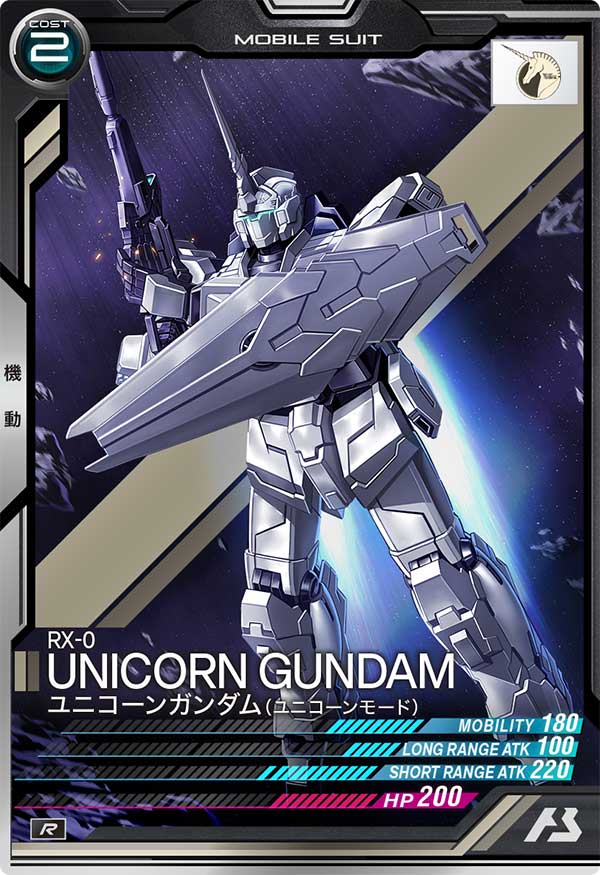 COST
2
MOBILE SUIT
機動
RX-0
UNICORN GUNDAM
ユニコーンガンダム(ユニコーンモード)
MOBILITY 180
LONG RANGE ATK 100
SHORT RANGE ATK 220
HP 200
R